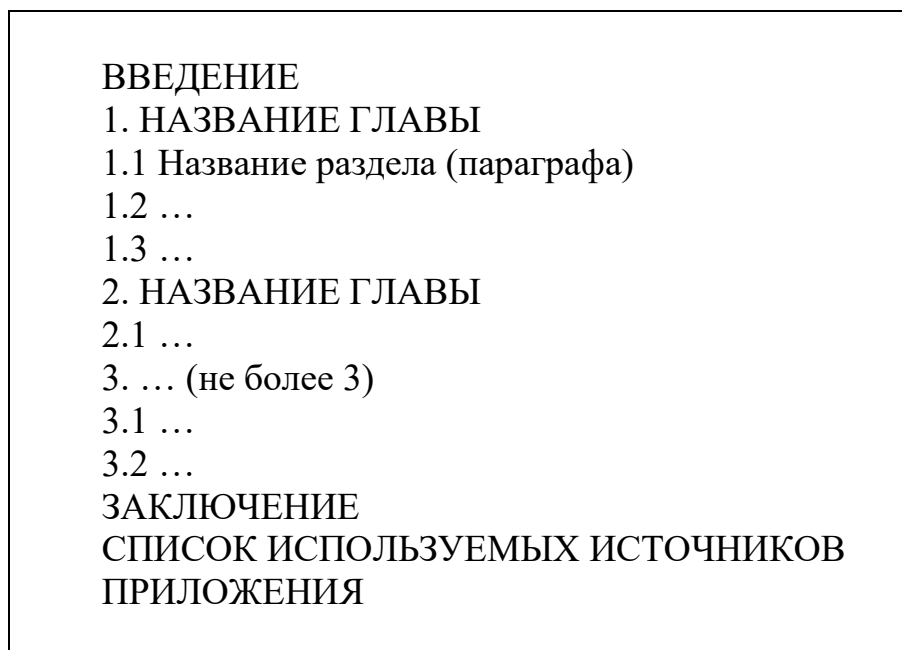 ВВЕДЕНИЕ
1. НАЗВАНИЕ ГЛАВЫ
1.1 Название раздела (параграфа)
1.2 …
1.3 …
2. НАЗВАНИЕ ГЛАВЫ
2.1 …
3. … (не более 3)
3.1 …
3.2 …
ЗАКЛЮЧЕНИЕ
СПИСОК ИСПОЛЬЗУЕМЫХ ИСТОЧНИКОВ
ПРИЛОЖЕНИЯ